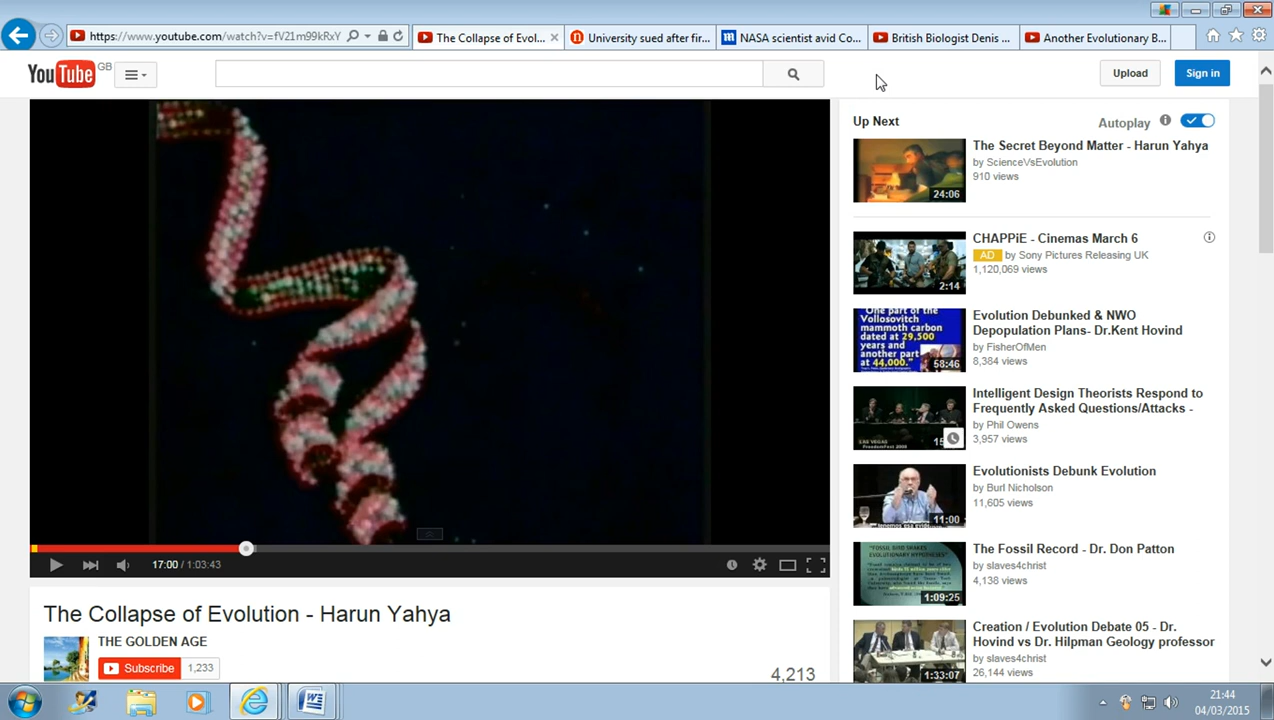 https://www.youtube.com/watch?v=fV21m99kRxY
The Collapse of Evol...
University sued after fir...
NASA scientist avid Co...
British Biologist Denis ...
Another Evolutionary B...
YouTube GB
Upload
Sign in
Up Next
Autoplay
The Secret Beyond Matter - Harun Yahya
by ScienceVsEvolution
910 views
24:06
CHAPPiE - Cinemas March 6
AD by Sony Pictures Releasing UK
1,120,069 views
2:14
One part of the
Vollosovitch
mammoth carbon
dated at 29,500
years and
another part
at 44,000."
58:46
Evolution Debunked & NWO
Depopulation Plans- Dr.Kent Hovind
by FisherOfMen
8,384 views
Intelligent Design Theorists Respond to
Frequently Asked Questions/Attacks -
by Phil Owens
3,957 views
Evolutionists Debunk Evolution
by Burl Nicholson
11,605 views
11:00
The Fossil Record - Dr. Don Patton
by slaves4christ
4,138 views
1:09:25
Creation / Evolution Debate 05 - Dr.
Hovind vs Dr. Hilpman Geology professor
by slaves4christ
26,144 views
1:33:07
17:00 / 1:03:43
The Collapse of Evolution - Harun Yahya
THE GOLDEN AGE
Subscribe 1,233
4,213
21:44
04/03/2015